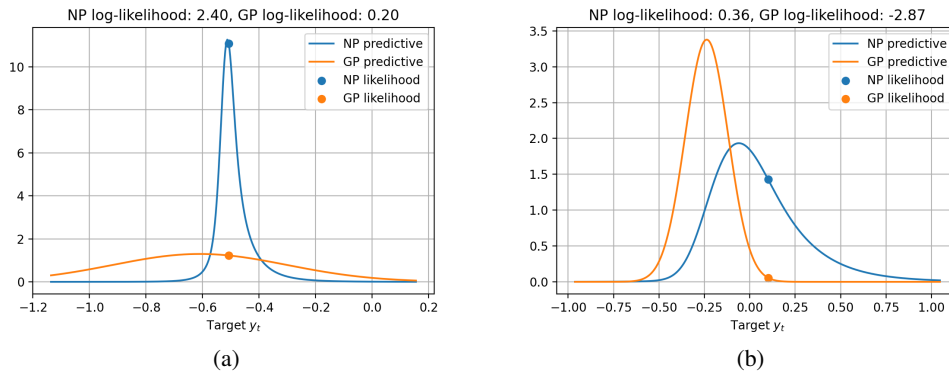 NP log-likelihood: 2.40, GP log-likelihood: 0.20
10
8
6
4
2
0
NP predictive
GP predictive
NP likelihood
GP likelihood
−1.2 −1.0 −0.8 −0.6 −0.4 −0.2 0.0 0.2
Target yₜ
(a)
NP log-likelihood: 0.36, GP log-likelihood: -2.87
3.5
3.0
2.5
2.0
1.5
1.0
0.5
0.0
NP predictive
GP predictive
NP likelihood
GP likelihood
−1.00 −0.75 −0.50 −0.25 0.00 0.25 0.50 0.75 1.00
Target yₜ
(b)